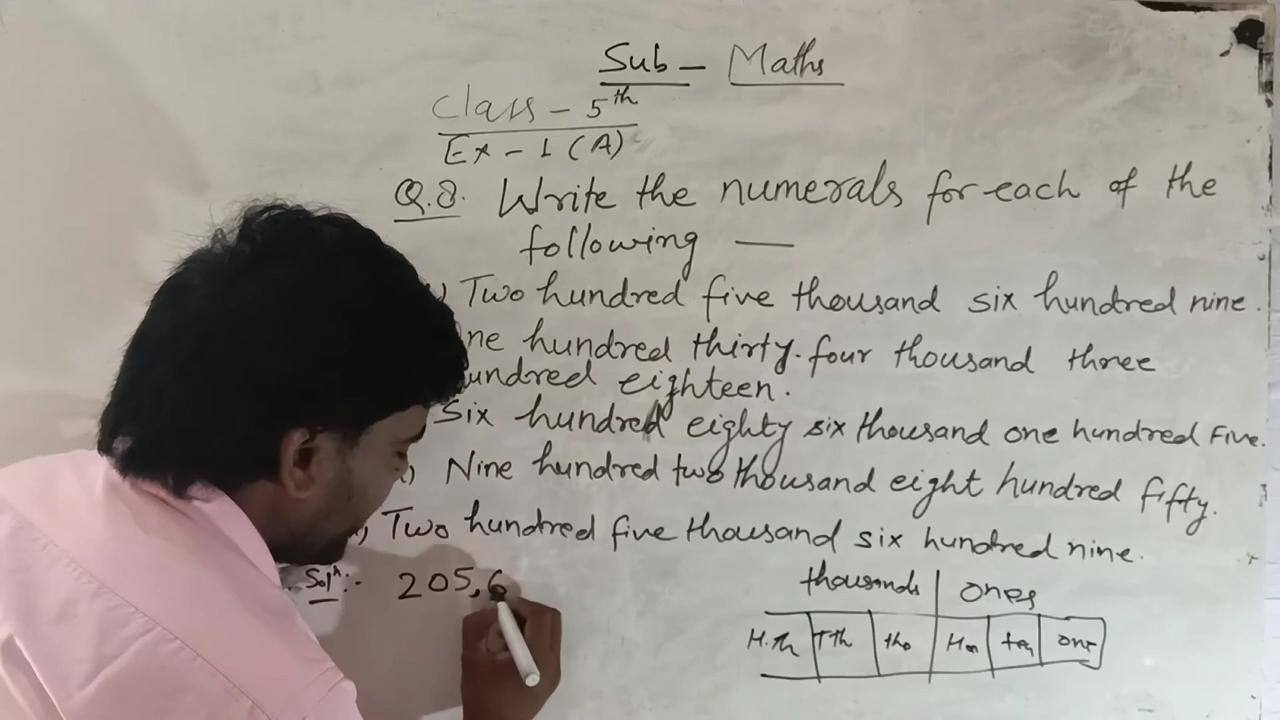 Sub - Maths
Class - 5th
Ex - 1 (A)
Q.8. Write the numerals for each of the
following —
) Two hundred five thousand six hundred nine.
ne hundred thirty-four thousand three
undred eighteen.
Six hundred eighty six thousand one hundred Five.
) Nine hundred two thousand eight hundred fifty.
) Two hundred five thousand six hundred nine.
Solⁿ:- 205,6
thousands | ones
H.th | Tth | tho | Hun | ten | one